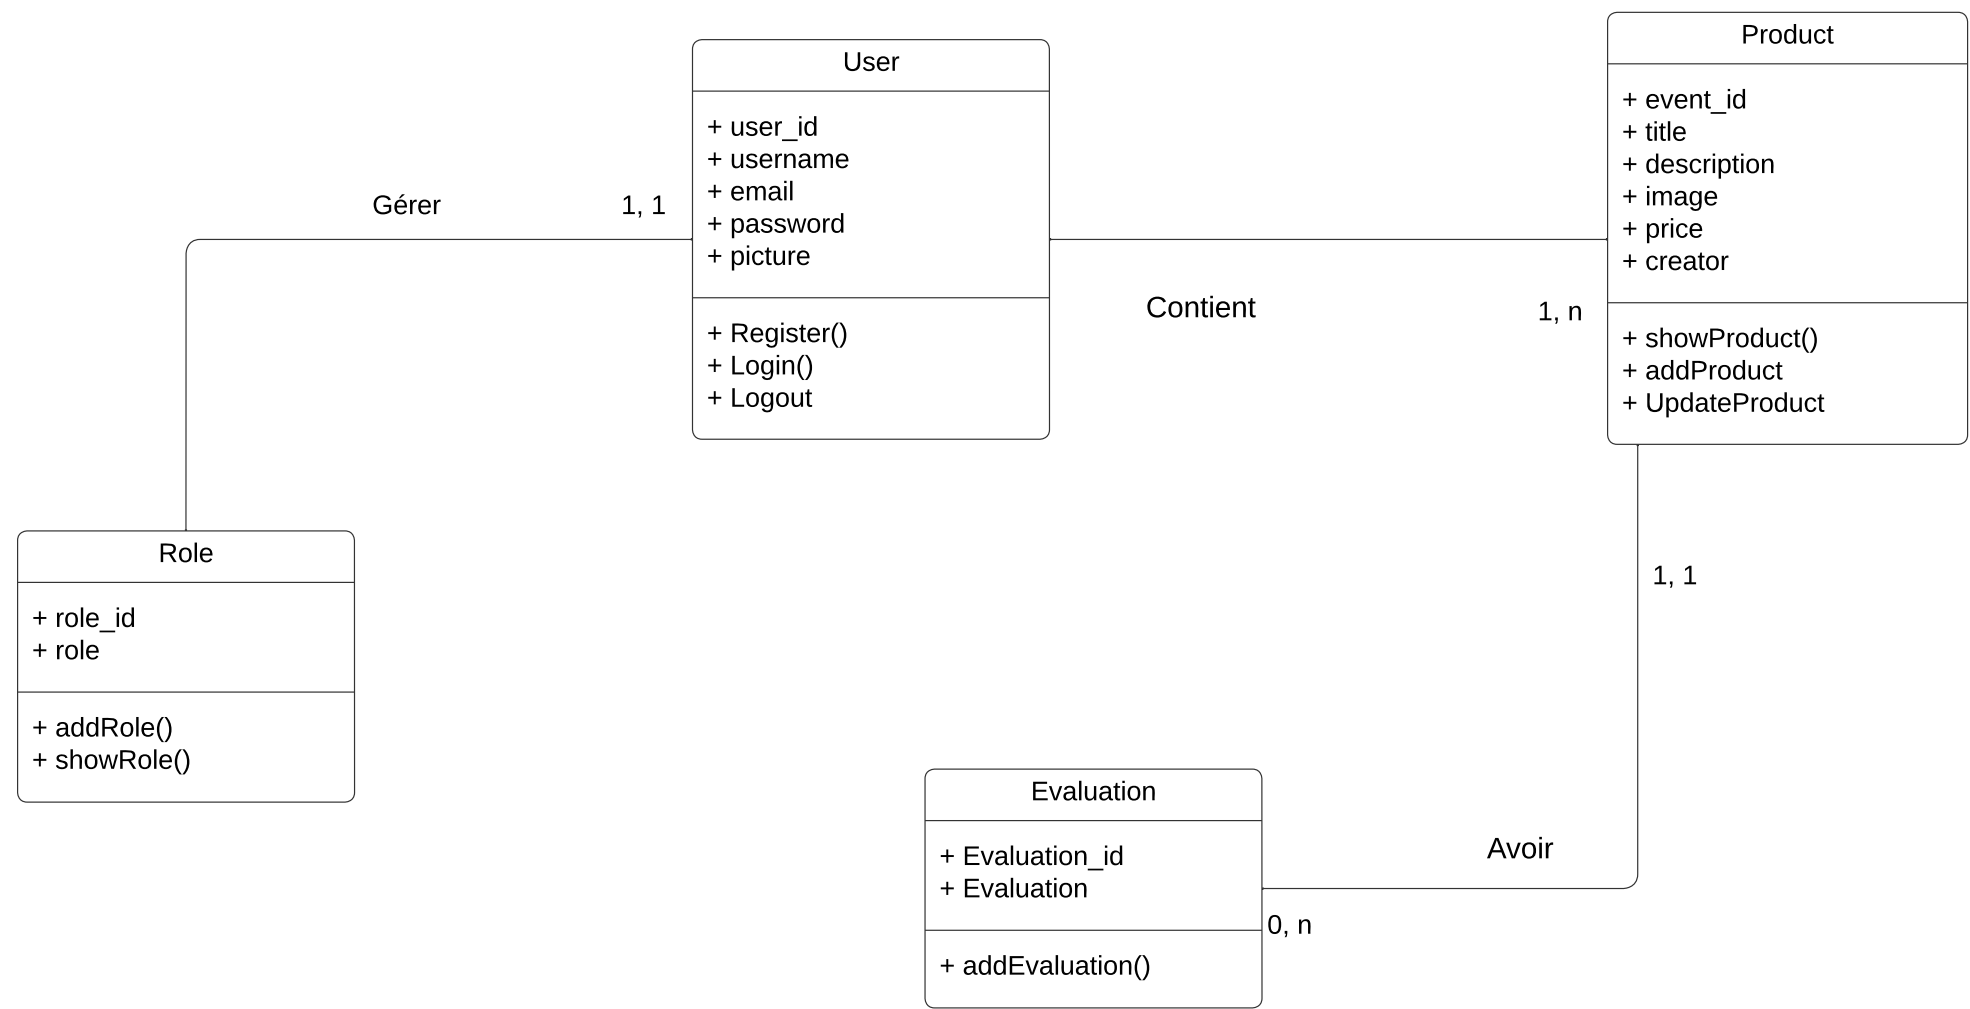 User
+ user_id
+ username
+ email
+ password
+ picture
+ Register()
+ Login()
+ Logout
Product
+ event_id
+ title
+ description
+ image
+ price
+ creator
+ showProduct()
+ addProduct
+ UpdateProduct
Gérer
1, 1
Contient
1, n
Role
+ role_id
+ role
+ addRole()
+ showRole()
1, 1
Evaluation
+ Evaluation_id
+ Evaluation
+ addEvaluation()
Avoir
0, n